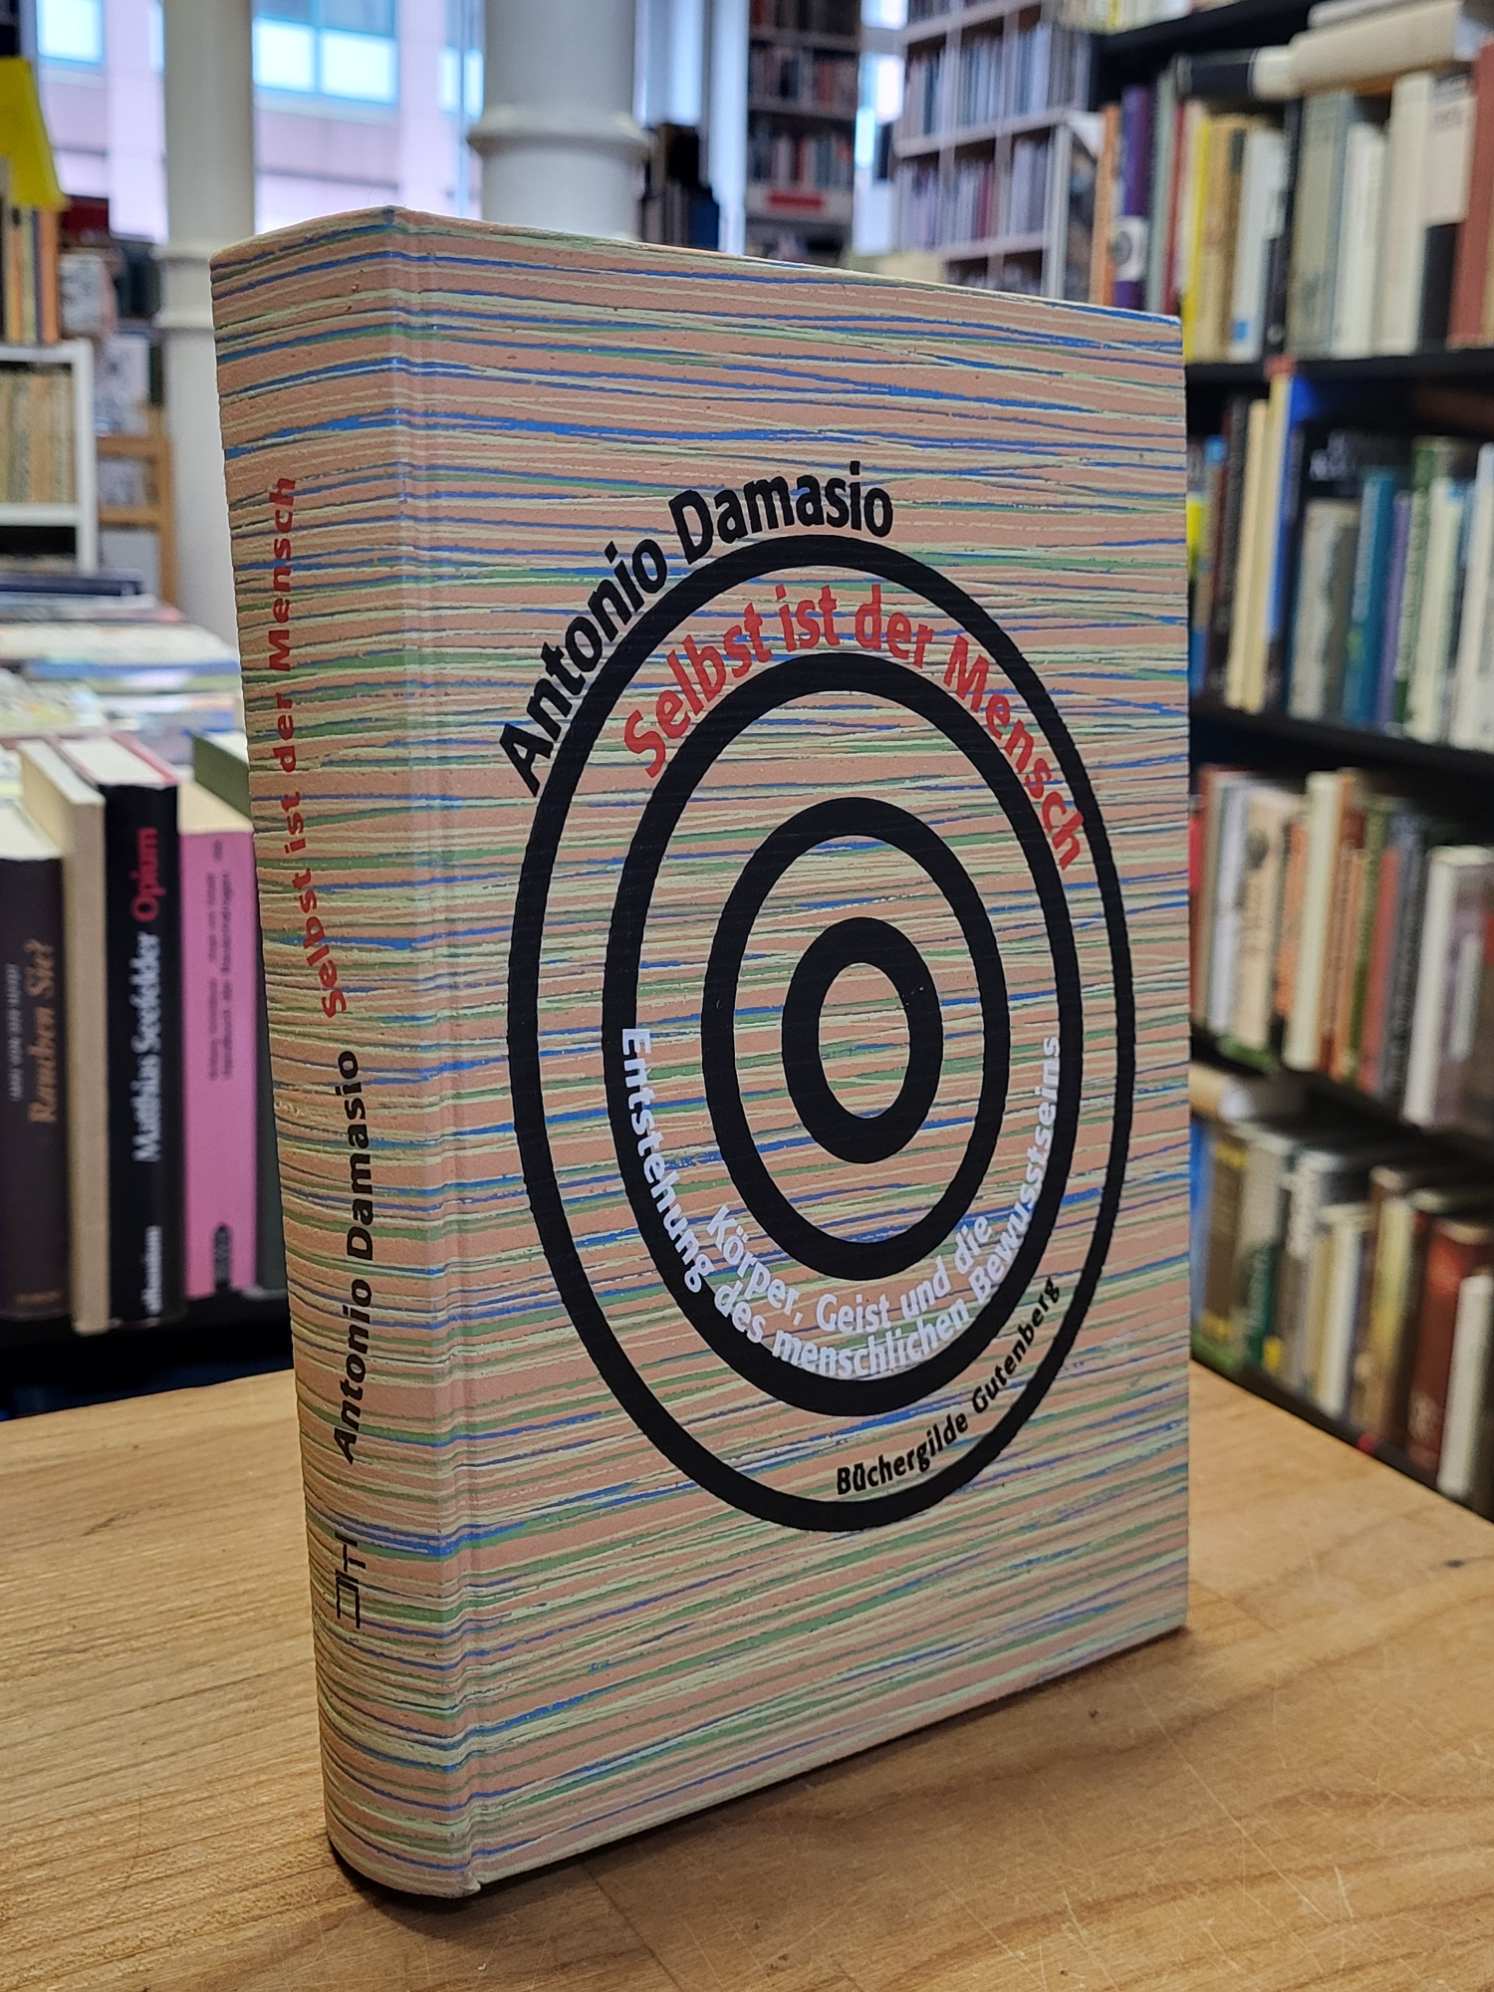 Antonio Damasio
Selbst ist der Mensch
Körper, Geist und die
Entstehung des menschlichen Bewusstseins
Büchergilde Gutenberg
Antonio Damasio
Selbst ist der Mensch
Rauchen Sie?
Matthias Seefelder
Opium